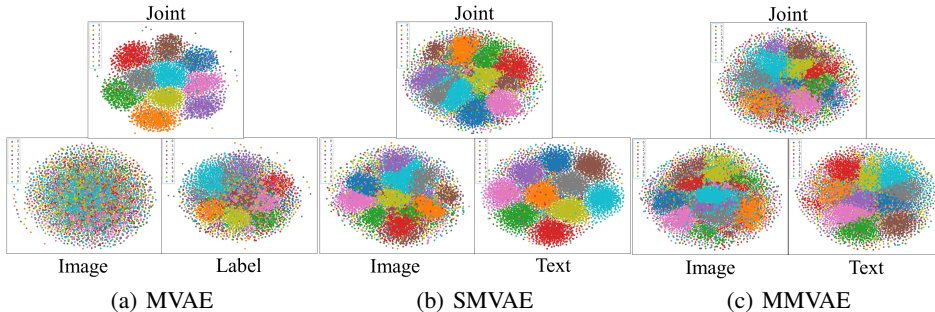 Joint
Joint
Joint
Image
Label
Image
Text
Image
Text
(a) MVAE
(b) SMVAE
(c) MMVAE